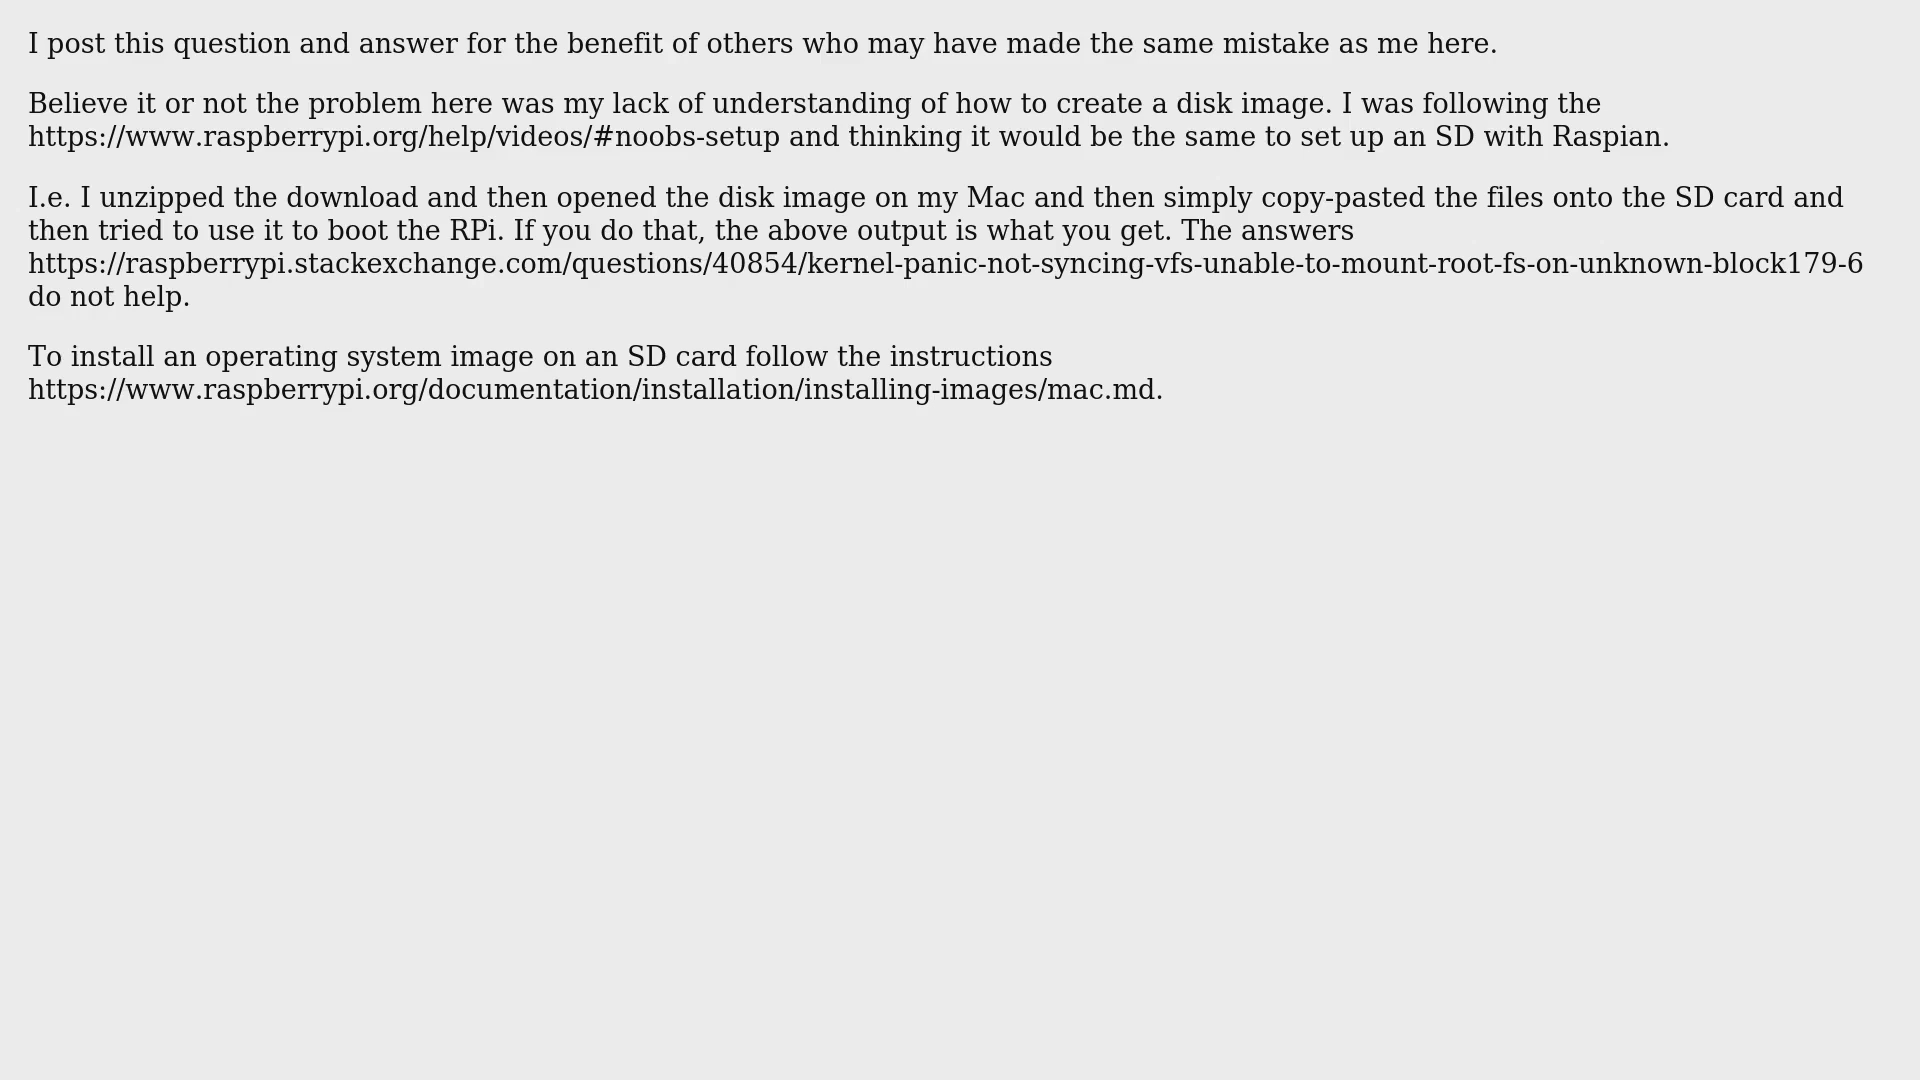 I post this question and answer for the benefit of others who may have made the same mistake as me here.
Believe it or not the problem here was my lack of understanding of how to create a disk image. I was following the
https://www.raspberrypi.org/help/videos/#noobs-setup and thinking it would be the same to set up an SD with Raspian.
I.e. I unzipped the download and then opened the disk image on my Mac and then simply copy-pasted the files onto the SD card and
then tried to use it to boot the RPi. If you do that, the above output is what you get. The answers
https://raspberrypi.stackexchange.com/questions/40854/kernel-panic-not-syncing-vfs-unable-to-mount-root-fs-on-unknown-block179-6
do not help.
To install an operating system image on an SD card follow the instructions
https://www.raspberrypi.org/documentation/installation/installing-images/mac.md.